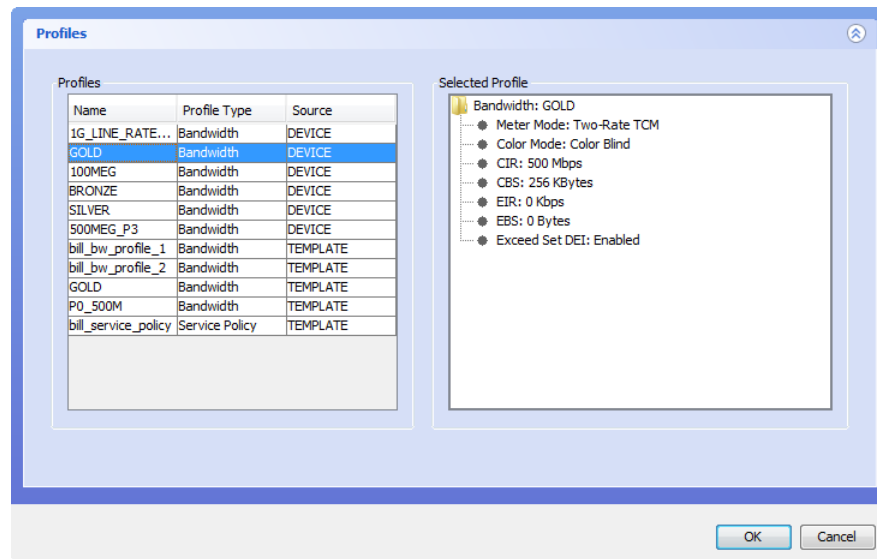 Profiles
Profiles
Name Profile Type Source
1G_LINE_RATE... Bandwidth DEVICE
GOLD Bandwidth DEVICE
100MEG Bandwidth DEVICE
BRONZE Bandwidth DEVICE
SILVER Bandwidth DEVICE
500MEG_P3 Bandwidth DEVICE
bill_bw_profile_1 Bandwidth TEMPLATE
bill_bw_profile_2 Bandwidth TEMPLATE
GOLD Bandwidth TEMPLATE
P0_500M Bandwidth TEMPLATE
bill_service_policy Service Policy TEMPLATE
Selected Profile
Bandwidth: GOLD
Meter Mode: Two-Rate TCM
Color Mode: Color Blind
CIR: 500 Mbps
CBS: 256 KBytes
EIR: 0 Kbps
EBS: 0 Bytes
Exceed Set DEI: Enabled
OK Cancel